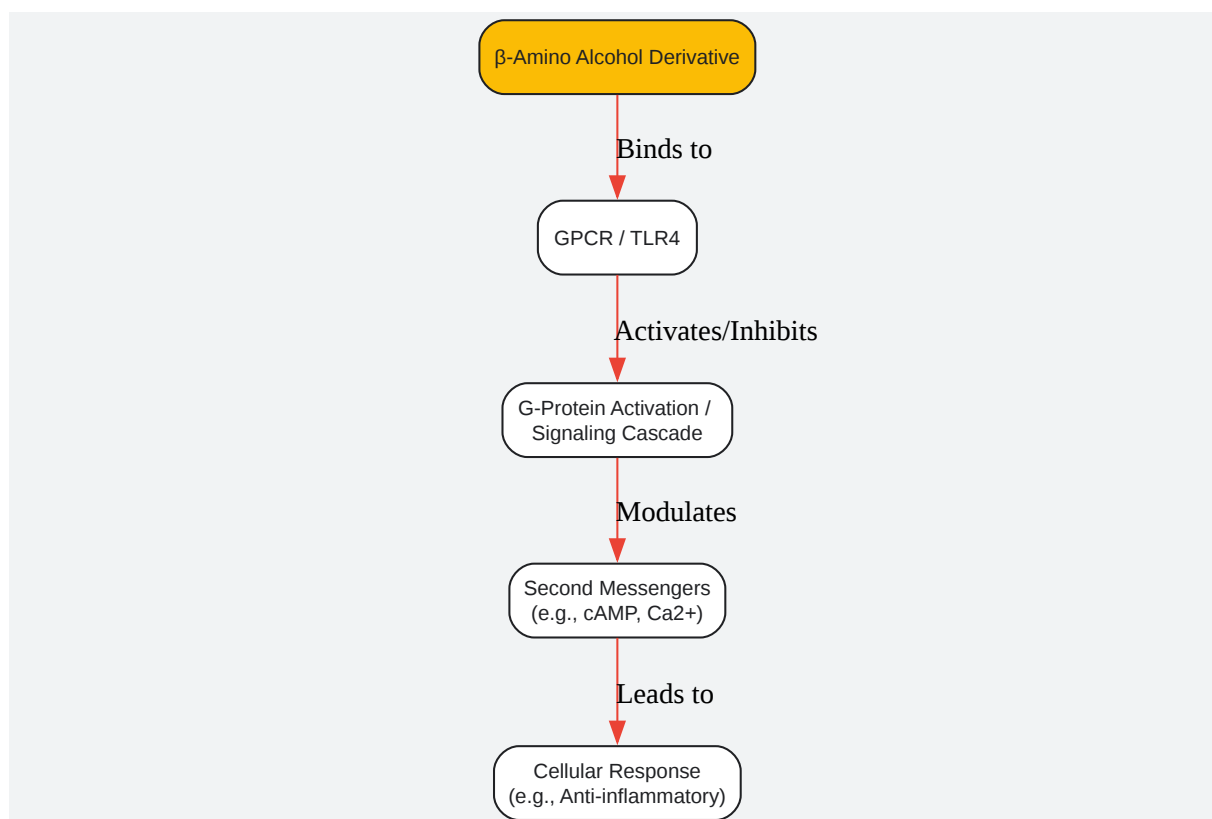 β-Amino Alcohol Derivative
Binds to
GPCR / TLR4
Activates/Inhibits
G-Protein Activation /
Signaling Cascade
Modulates
Second Messengers
(e.g., cAMP, Ca2+)
Leads to
Cellular Response
(e.g., Anti-inflammatory)